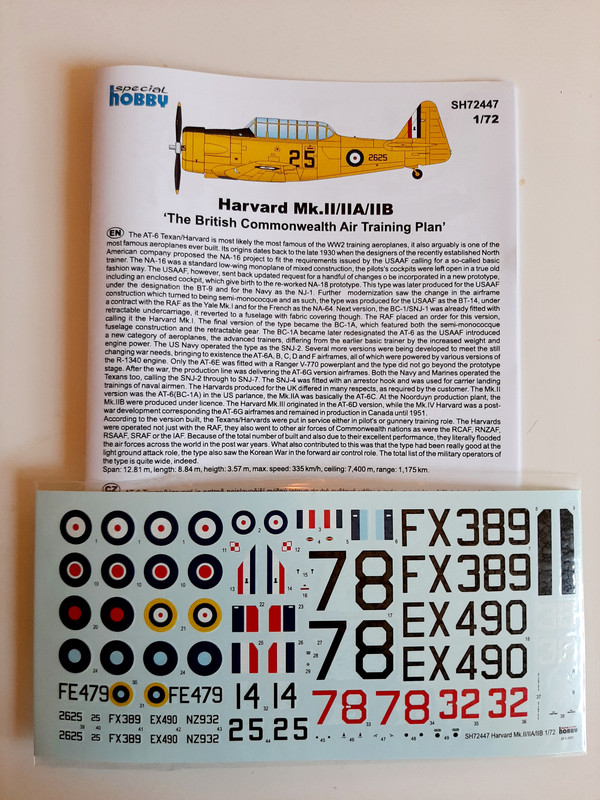 special
HOBBY
SH72447
1/72
25
2625
Harvard Mk.II/IIA/IIB
‘The British Commonwealth Air Training Plan’
EN The AT-6 Texan/Harvard is most likely the most famous of the WW2 training aeroplanes, it also arguably is one of the
most famous aeroplanes ever built. Its origins dates back to the late 1930 when the designers of the recently established North
American company proposed the NA-16 project to fit the requirements issued by the USAAF calling for a so-called basic
trainer. The NA-16 was a standard low-wing monoplane of mixed construction, the pilot's cockpits were left open in a true old
fashion way. The USAAF, however, sent back updated request for a handful of changes o be incorporated in a new prototype,
including an enclosed cockpit, which give birth to the re-worked NA-18 prototype. This type was later produced for the USAAF
under the designation the BT-9 and for the Navy as the NJ-1. Further modernization saw the change in the airframe
construction which turned to being semi-monococque and as such, the type was produced for the USAAF as the BT-14, under
a contract with the RAF as the Yale Mk.I and for the French as the NA-64. Next version, the BC-1/SNJ-1 was already fitted with
retractable undercarriage, it reverted to a fuselage with fabric covering though. The RAF placed an order for this version,
calling it the Harvard Mk I. The final version of the type became the BC-1A, which featured both the semi-monococque
fuselage construction and the retractable gear. The BC-1A became later redesignated the AT-6 as the USAAF introduced
a new category of aeroplanes, the advanced trainers, differing from the earlier basic trainer by the increased weight and
engine power. The US Navy operated the type as the SNJ-2. Several more versions were being developed to meet the still
changing war needs, bringing to existence the AT-6A, B, C, D and F airframes, all of which were powered by various versions of
the R-1340 engine. Only the AT-6E was fitted with a Ranger V-770 powerplant and the type did not go beyond the prototype
stage. After the war, the production line was delivering the AT-6G version airframes. Both the Navy and Marines operated the
Texans too, calling the SNJ-2 through to SNJ-7. The SNJ-4 was fitted with an arrestor hook and was used for carrier landing
trainings of naval airmen. The Harvards produced for the UK differed in many respects, as required by the customer. The Mk.II
version was the AT-6(BC-1A) in the US parlance, the Mk.IIA was basically the AT-6C. At the Noorduyn production plant, the
Mk.IIB were produced under licence. The Harvard Mk.III originated in the AT-6D version, while the Mk.IV Harvard was a post-
war development corresponding the AT-6G airframes and remained in production in Canada until 1951.
According to the version built, the Texans/Harvards were put in service either in pilot's or gunnery training role. The Harvards
were operated not just with the RAF, they also went to other air forces of Commonwealth nations as were the RCAF, RNZAF,
RSAAF, SRAF or the IAF. Because of the total number of built and also due to their excellent performance, they literally flooded
the air forces across the world in the post war years. What also contributed to this was that the type had been really good at the
light ground attack role, the type also saw the Korean War in the forward air control role. The total list of the military operators of
the type is quite wide, indeed.
Span: 12.81 m, length: 8.84 m, heigth: 3.57 m, max. speed: 335 km/h, ceiling: 7,400 m, range: 1,175 km.
CZ
FX389
FX389
EX490
EX490
78
78
FE479
FE479
14 14
78 78 32 32
2625 25 FX389 EX490 NZ932
2625 25 FX389 EX490 NZ932
25 25
SH72447 Harvard Mk.II/IIA/IIB 1/72
special
HOBBY